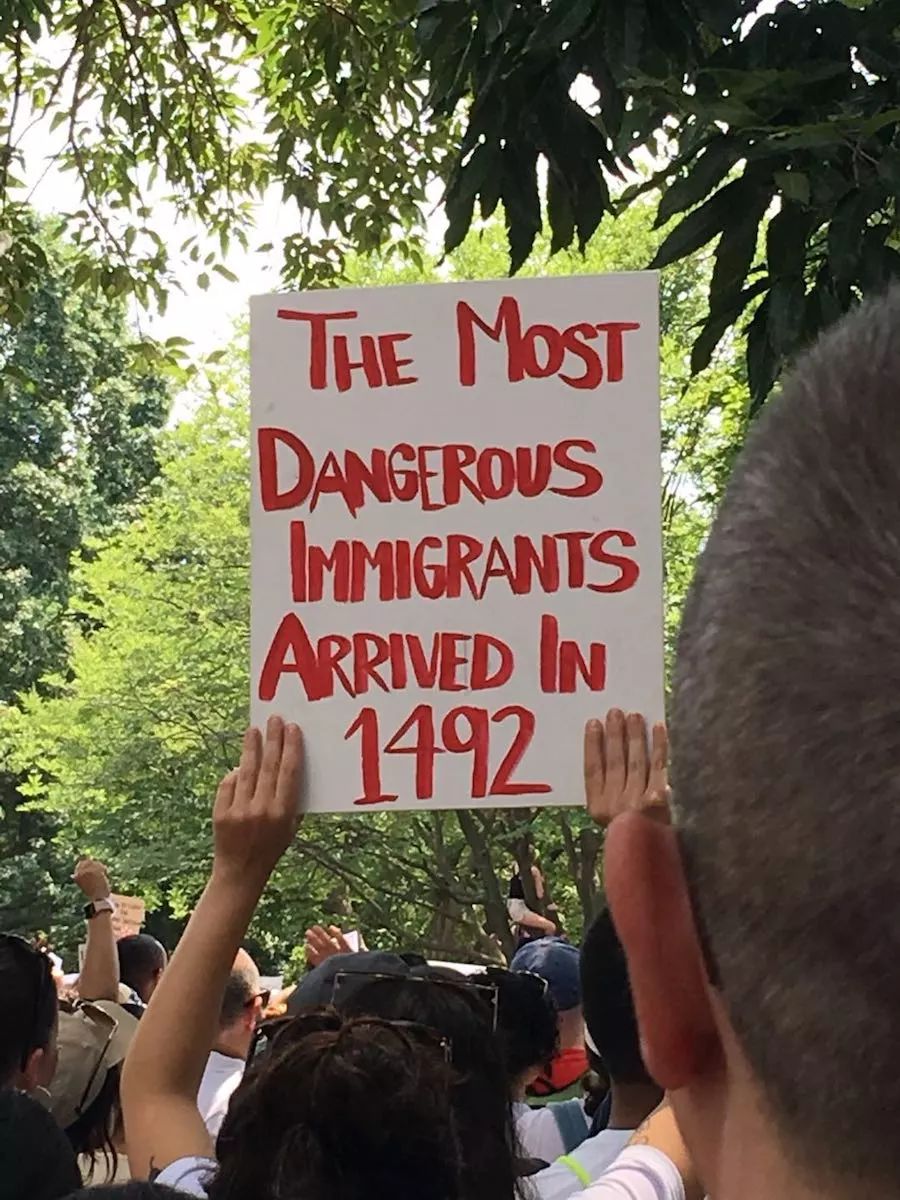 The Most
Dangerous
Immigrants
Arrived In
1492